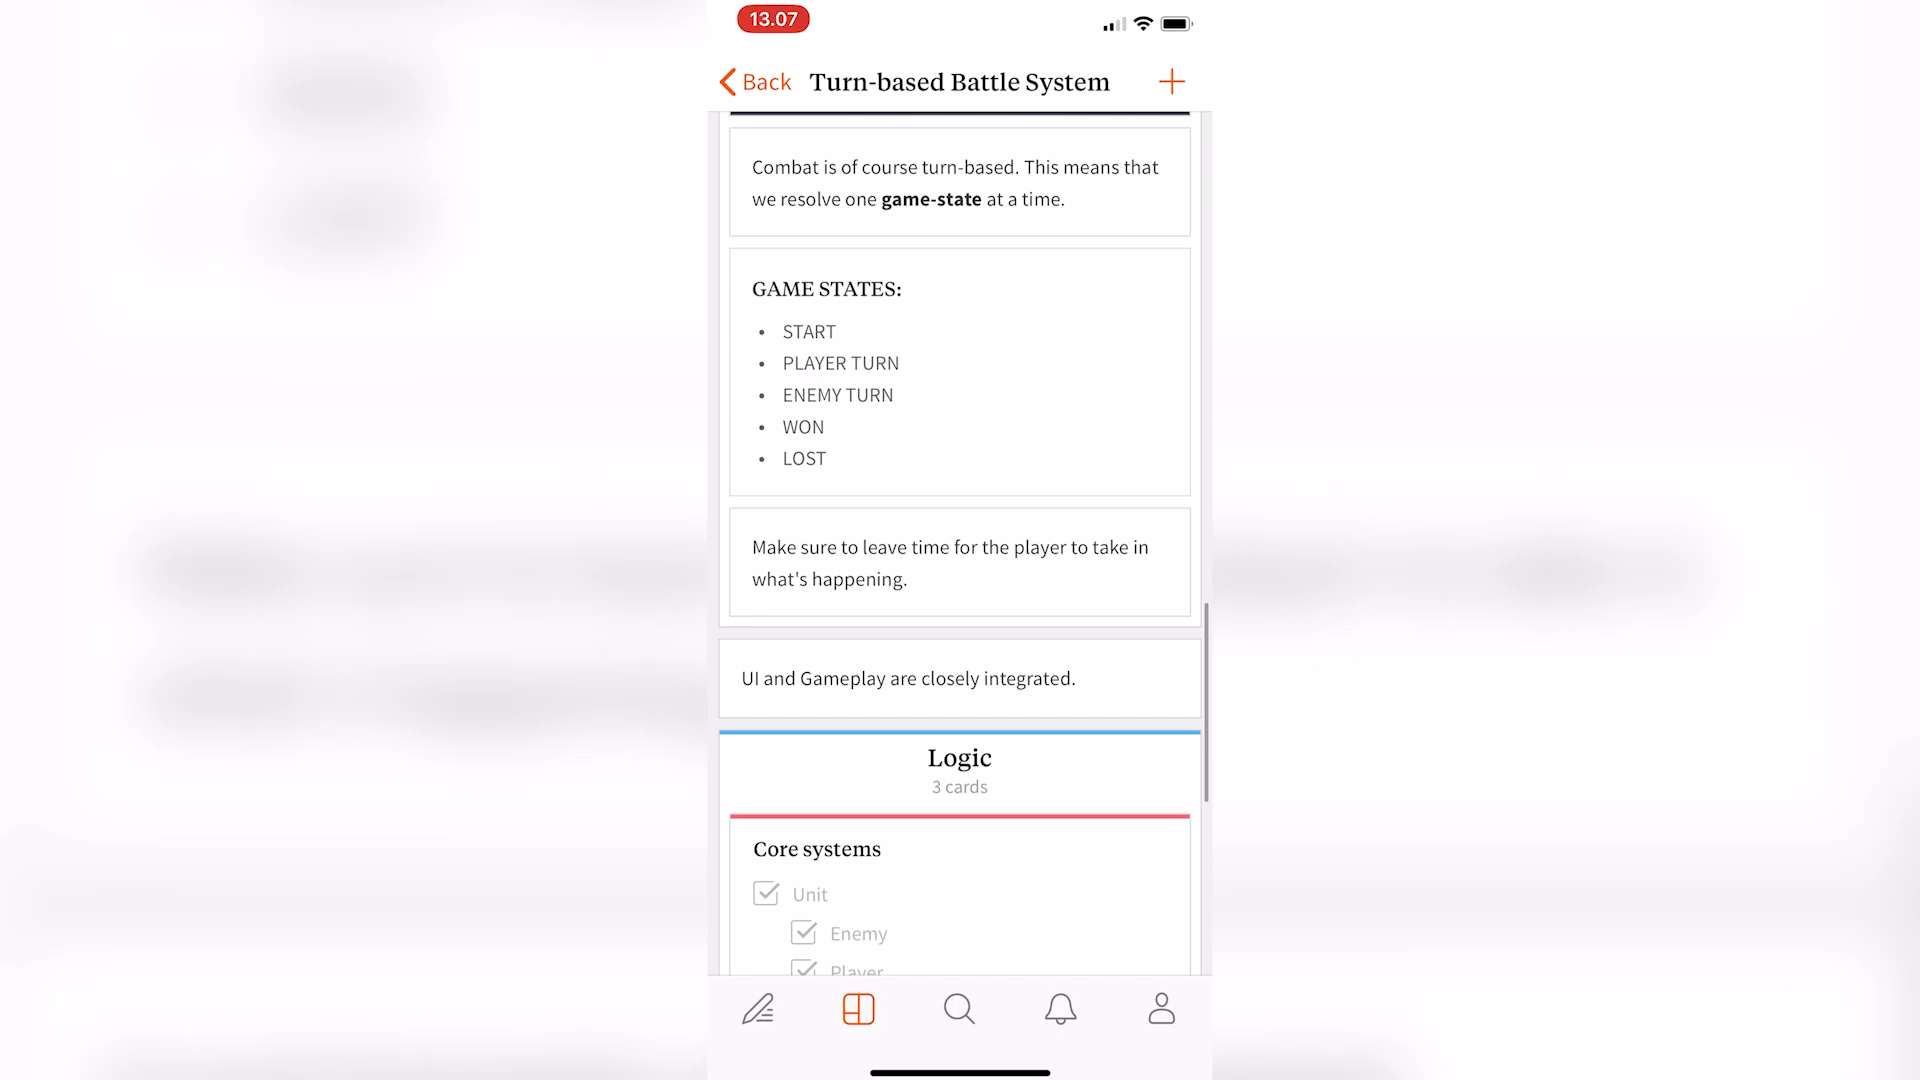 13.07
Back Turn-based Battle System
Combat is of course turn-based. This means that
we resolve one game-state at a time.
GAME STATES:
• START
• PLAYER TURN
• ENEMY TURN
• WON
• LOST
Make sure to leave time for the player to take in
what's happening.
UI and Gameplay are closely integrated.
Logic
3 cards
Core systems
Unit
Enemy
Player